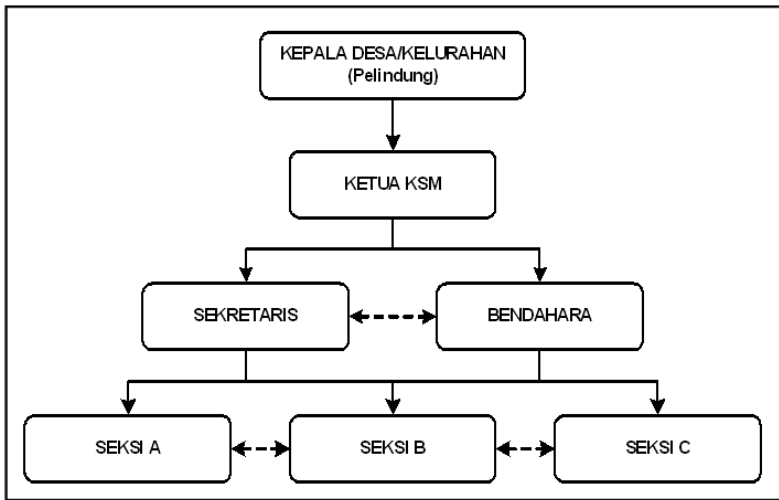 KEPALA DESA/KELURAHAN
(Pelindung)
KETUA KSM
SEKRETARIS
BENDAHARA
SEKSI A
SEKSI B
SEKSI C